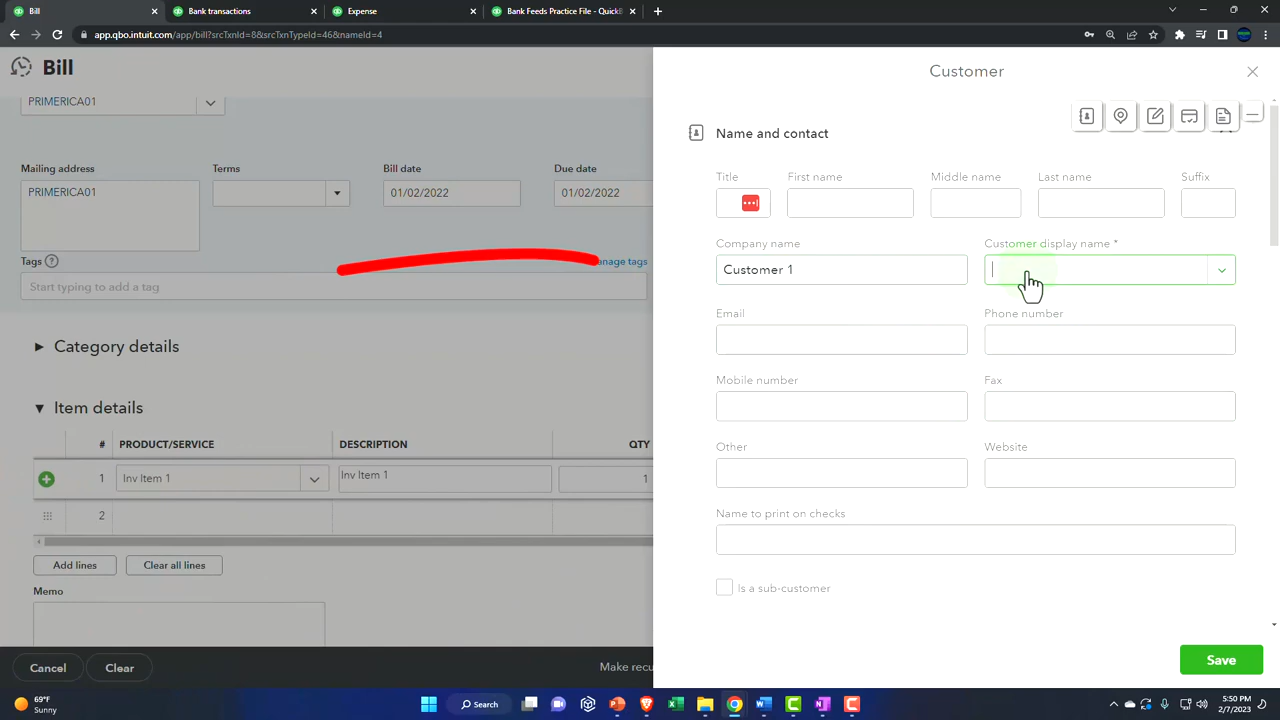 Bill
Bank transactions
Expense
Bank Feeds Practice File - QuickB
app.qbo.intuit.com/app/bill?srcTxnId=8&srcTxnTypeId=46&nameId=4
Bill
Customer
PRIMERICA01
Name and contact
Mailing address
Terms
Bill date
Due date
PRIMERICA01
01/02/2022
01/02/2022
Title
First name
Middle name
Last name
Suffix
Company name
Customer display name *
Tags
anage tags
Customer 1
Start typing to add a tag
Email
Phone number
Category details
Mobile number
Fax
Item details
# PRODUCT/SERVICE DESCRIPTION QTY
Other
Website
1 Inv Item 1 Inv Item 1 1
2
Name to print on checks
Add lines
Clear all lines
Memo
Is a sub-customer
Cancel
Clear
Make recu
Save
69°F
Sunny
Search
5:50 PM
2/7/2023